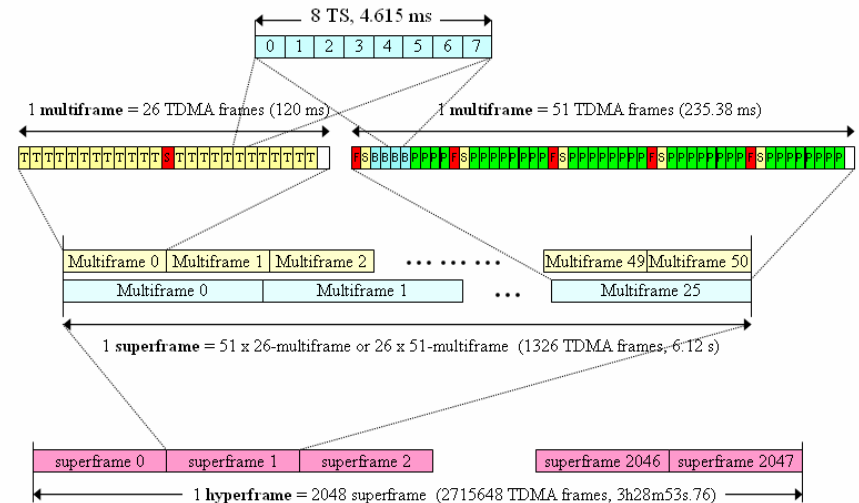 8 TS, 4.615 ms
0 1 2 3 4 5 6 7
1 multiframe = 26 TDMA frames (120 ms)
1 multiframe = 51 TDMA frames (235.38 ms)
TTTTTTTTTTTTSTTTTTTTTTTTT
FSBBBBPPPPFSPPPPPPPPFSPPPPPPPPFSPPPPPPPPFSPPPPPPPP
Multiframe 0 Multiframe 1 Multiframe 2 ... ... ... Multiframe 49 Multiframe 50
Multiframe 0 Multiframe 1 ... Multiframe 25
1 superframe = 51 x 26-multiframe or 26 x 51-multiframe (1326 TDMA frames, 6.12 s)
superframe 0 superframe 1 superframe 2 superframe 2046 superframe 2047
1 hyperframe = 2048 superframe (2715648 TDMA frames, 3h28m53s.76)